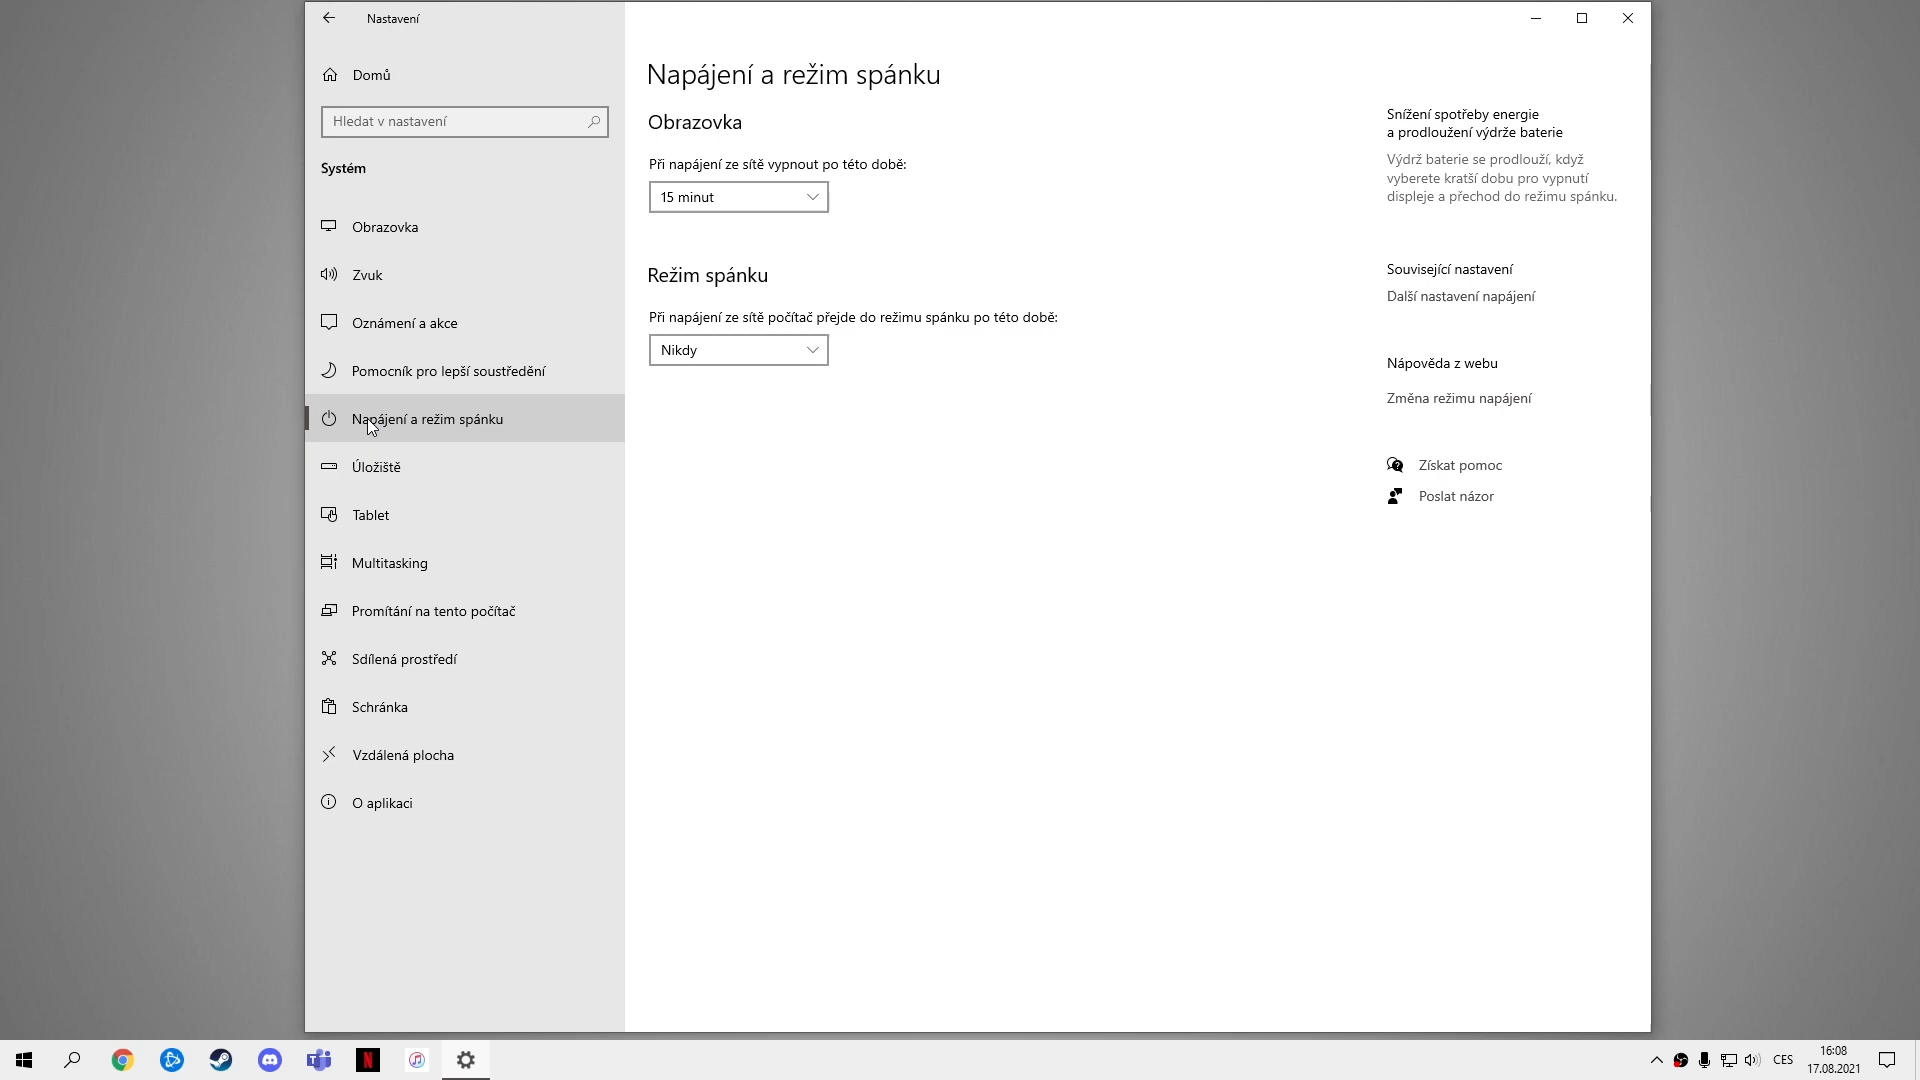 Nastavení
Domů
Hledat v nastavení
Systém
Obrazovka
Zvuk
Oznámení a akce
Pomocník pro lepší soustředění
Napájení a režim spánku
Úložiště
Tablet
Multitasking
Promítání na tento počítač
Sdílená prostředí
Schránka
Vzdálená plocha
O aplikaci
Napájení a režim spánku
Obrazovka
Při napájení ze sítě vypnout po této době:
15 minut
Režim spánku
Při napájení ze sítě počítač přejde do režimu spánku po této době:
Nikdy
Snížení spotřeby energie
a prodloužení výdrže baterie
Výdrž baterie se prodlouží, když
vyberete kratší dobu pro vypnutí
displeje a přechod do režimu spánku.
Související nastavení
Další nastavení napájení
Nápověda z webu
Změna režimu napájení
Získat pomoc
Poslat názor
CES
16:08
17.08.2021